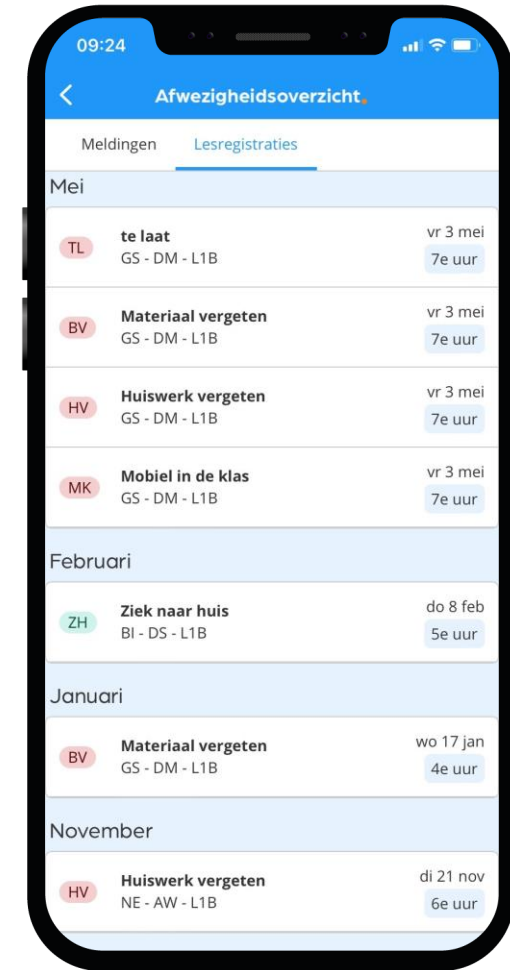 09:24
Afwezigheidsoverzicht.
Meldingen Lesregistraties
Mei
TL te laat vr 3 mei
GS - DM - L1B 7e uur
BV Materiaal vergeten vr 3 mei
GS - DM - L1B 7e uur
HV Huiswerk vergeten vr 3 mei
GS - DM - L1B 7e uur
MK Mobiel in de klas vr 3 mei
GS - DM - L1B 7e uur
Februari
ZH Ziek naar huis do 8 feb
BI - DS - L1B 5e uur
Januari
BV Materiaal vergeten wo 17 jan
GS - DM - L1B 4e uur
November
HV Huiswerk vergeten di 21 nov
NE - AW - L1B 6e uur